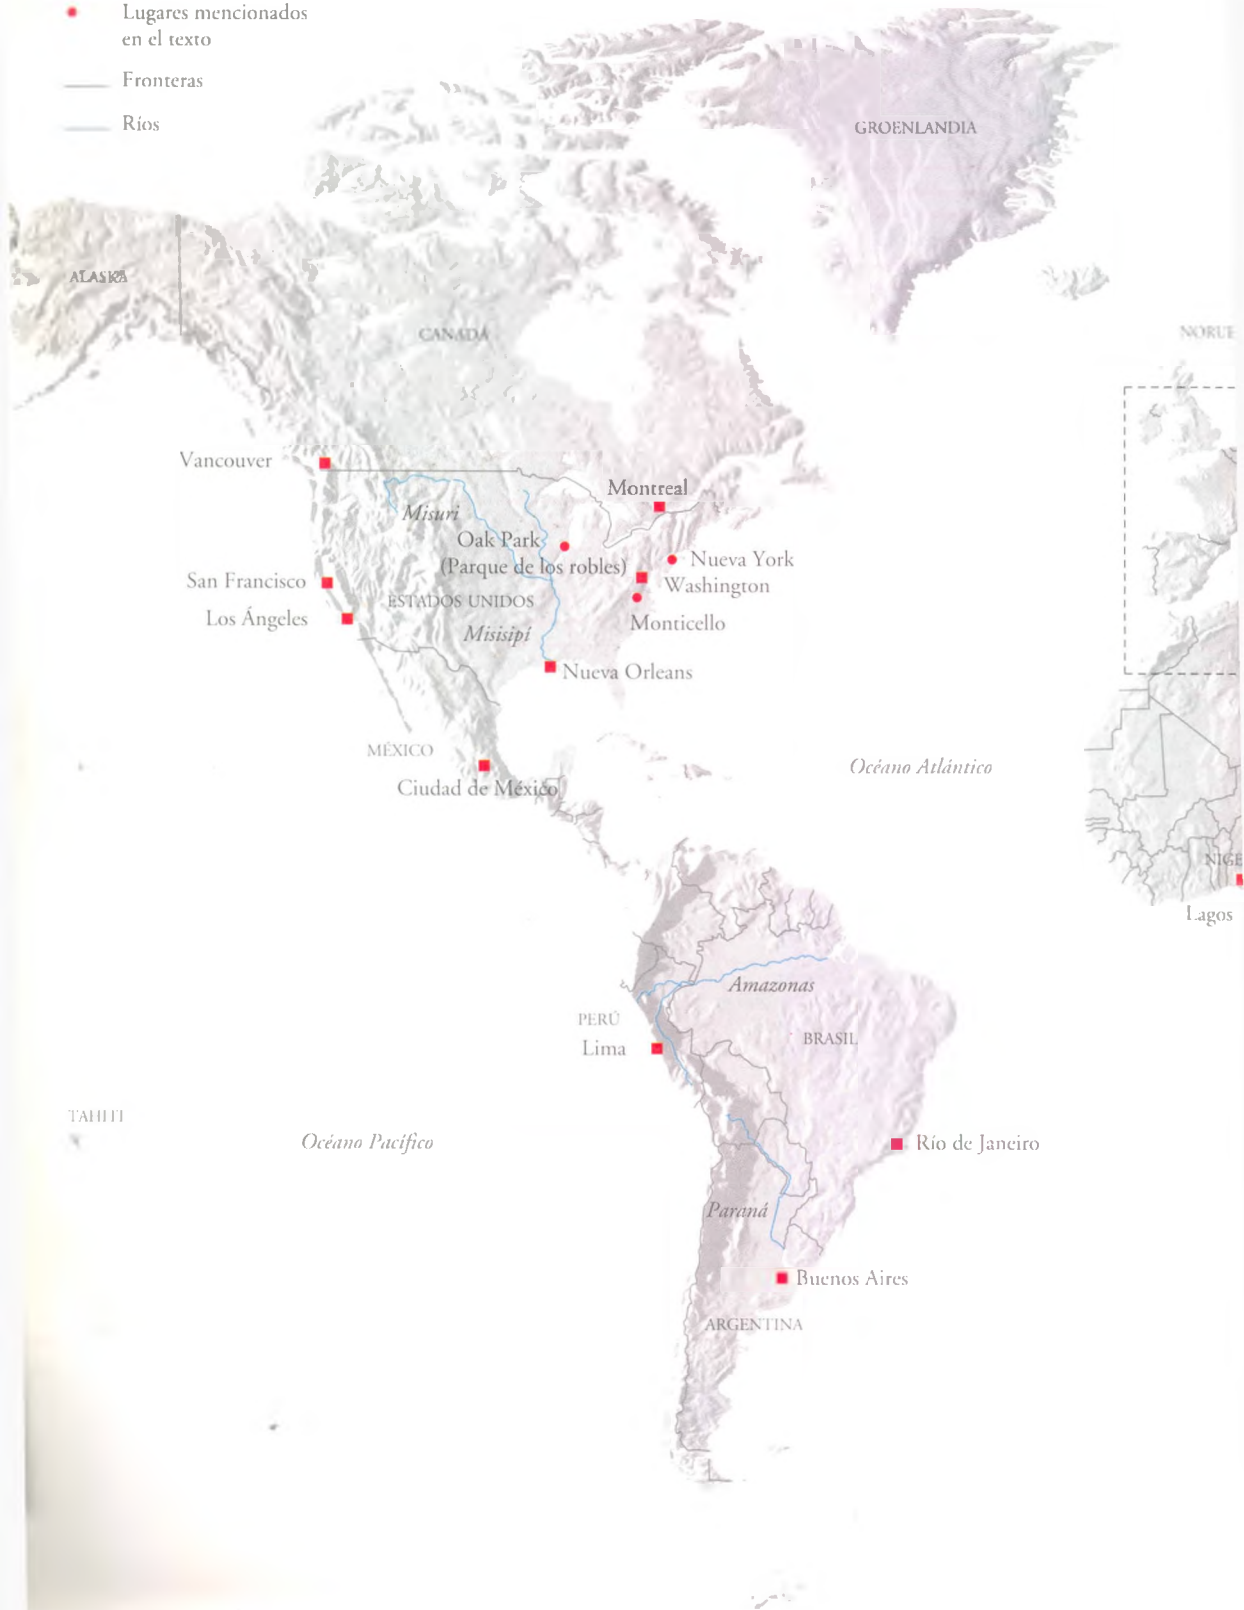 Lugares mencionados
en el texto
Fronteras
Ríos
GROENLANDIA
ALASKA
CANADÁ
NORUE
Vancouver
Montreal
Misuri
Oak Park
(Parque de los robles)
Nueva York
Washington
San Francisco
ESTADOS UNIDOS
Los Ángeles
Monticello
Misisipí
Nueva Orleans
MÉXICO
Océano Atlántico
Ciudad de México
NIGE
Lagos
Amazonas
PERÚ
BRASIL
Lima
TAHITI
Océano Pacífico
Río de Janeiro
Paraná
Buenos Aires
ARGENTINA